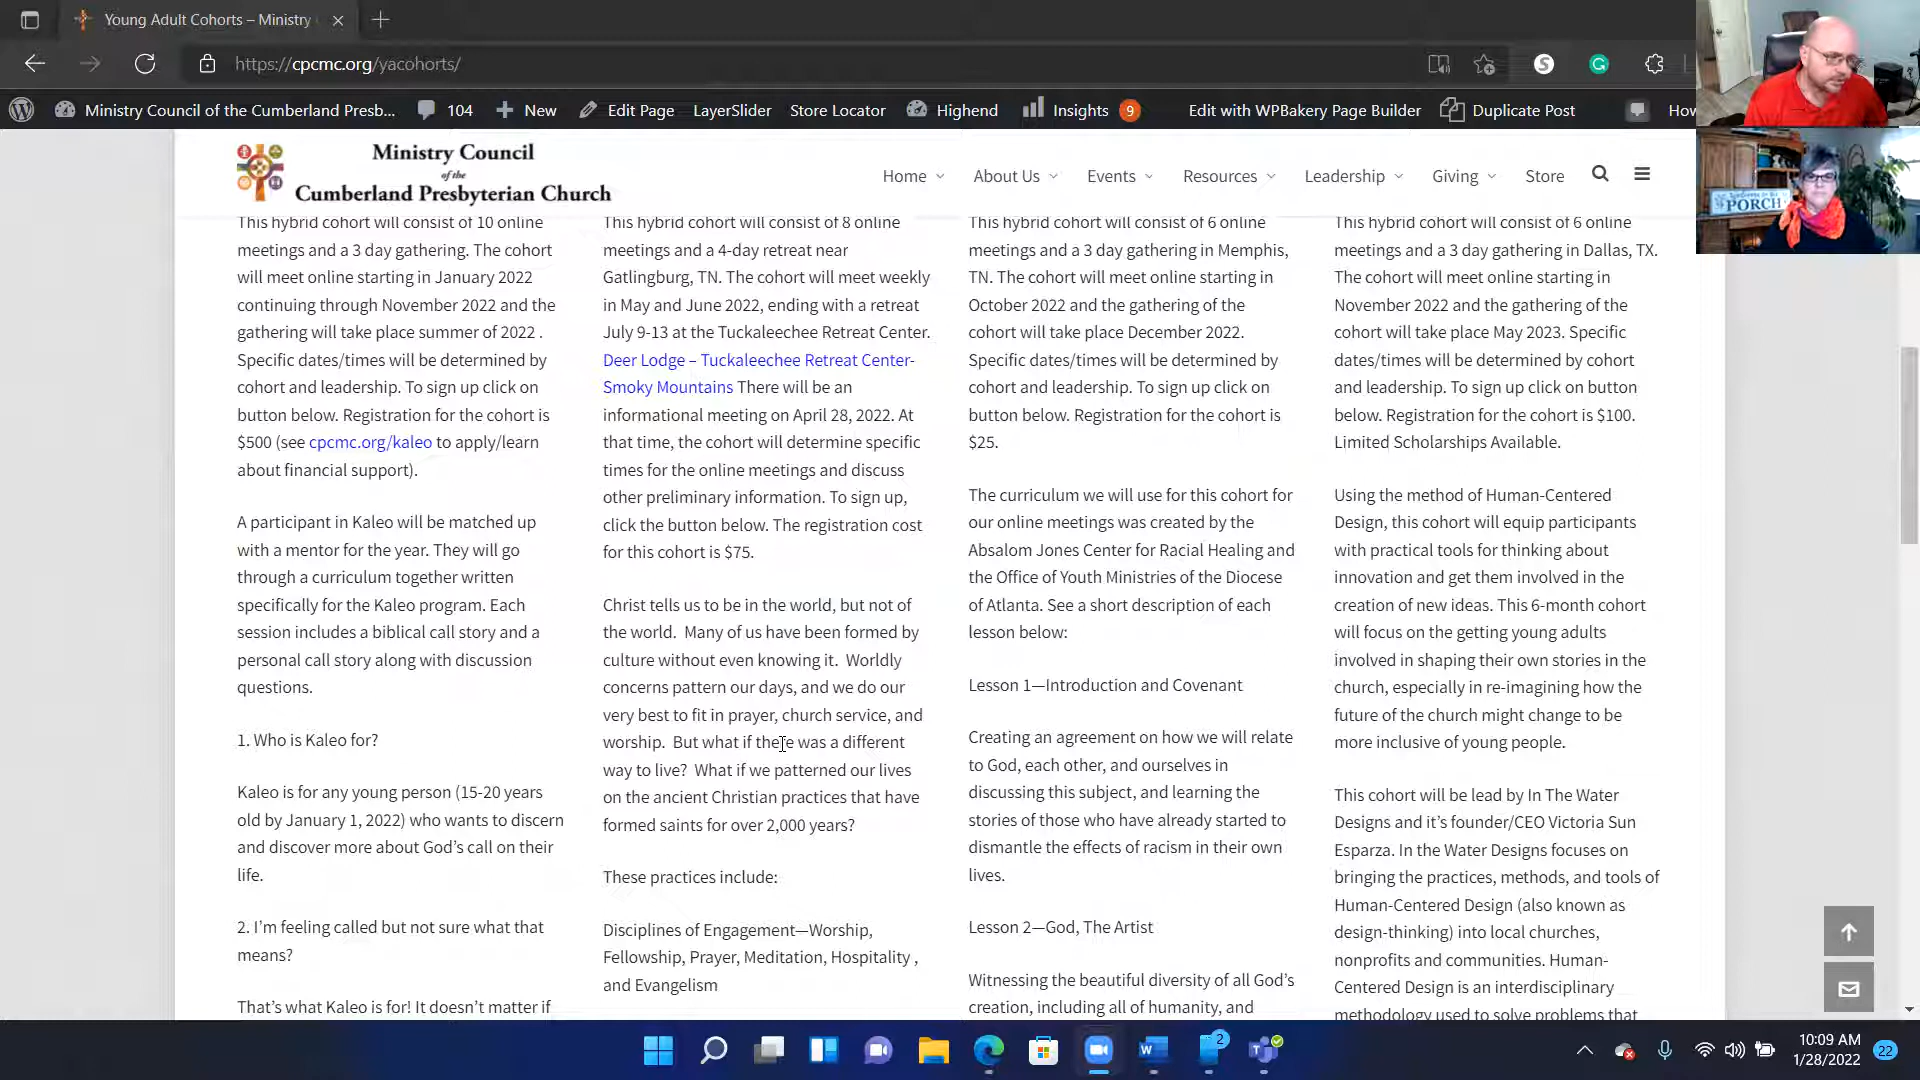 Young Adult Cohorts – Ministry
https://cpcmc.org/yacohorts/
Ministry Council of the Cumberland Presb... 104 New Edit Page LayerSlider Store Locator Highend Insights 9 Edit with WPBakery Page Builder Duplicate Post How
Ministry Council
of the
Cumberland Presbyterian Church
Home About Us Events Resources Leadership Giving Store
PORCH
This hybrid cohort will consist of 10 online
meetings and a 3 day gathering. The cohort
will meet online starting in January 2022
continuing through November 2022 and the
gathering will take place summer of 2022 .
Specific dates/times will be determined by
cohort and leadership. To sign up click on
button below. Registration for the cohort is
$500 (see cpcmc.org/kaleo to apply/learn
about financial support).
A participant in Kaleo will be matched up
with a mentor for the year. They will go
through a curriculum together written
specifically for the Kaleo program. Each
session includes a biblical call story and a
personal call story along with discussion
questions.
1. Who is Kaleo for?
Kaleo is for any young person (15-20 years
old by January 1, 2022) who wants to discern
and discover more about God’s call on their
life.
2. I’m feeling called but not sure what that
means?
That’s what Kaleo is for! It doesn’t matter if
This hybrid cohort will consist of 8 online
meetings and a 4-day retreat near
Gatlingburg, TN. The cohort will meet weekly
in May and June 2022, ending with a retreat
July 9-13 at the Tuckaleechee Retreat Center.
Deer Lodge – Tuckaleechee Retreat Center-
Smoky Mountains There will be an
informational meeting on April 28, 2022. At
that time, the cohort will determine specific
times for the online meetings and discuss
other preliminary information. To sign up,
click the button below. The registration cost
for this cohort is $75.
Christ tells us to be in the world, but not of
the world. Many of us have been formed by
culture without even knowing it. Worldly
concerns pattern our days, and we do our
very best to fit in prayer, church service, and
worship. But what if there was a different
way to live? What if we patterned our lives
on the ancient Christian practices that have
formed saints for over 2,000 years?
These practices include:
Disciplines of Engagement—Worship,
Fellowship, Prayer, Meditation, Hospitality ,
and Evangelism
This hybrid cohort will consist of 6 online
meetings and a 3 day gathering in Memphis,
TN. The cohort will meet online starting in
October 2022 and the gathering of the
cohort will take place December 2022.
Specific dates/times will be determined by
cohort and leadership. To sign up click on
button below. Registration for the cohort is
$25.
The curriculum we will use for this cohort for
our online meetings was created by the
Absalom Jones Center for Racial Healing and
the Office of Youth Ministries of the Diocese
of Atlanta. See a short description of each
lesson below:
Lesson 1—Introduction and Covenant
Creating an agreement on how we will relate
to God, each other, and ourselves in
discussing this subject, and learning the
stories of those who have already started to
dismantle the effects of racism in their own
lives.
Lesson 2—God, The Artist
Witnessing the beautiful diversity of all God’s
creation, including all of humanity, and
This hybrid cohort will consist of 6 online
meetings and a 3 day gathering in Dallas, TX.
The cohort will meet online starting in
November 2022 and the gathering of the
cohort will take place May 2023. Specific
dates/times will be determined by cohort
and leadership. To sign up click on button
below. Registration for the cohort is $100.
Limited Scholarships Available.
Using the method of Human-Centered
Design, this cohort will equip participants
with practical tools for thinking about
innovation and get them involved in the
creation of new ideas. This 6-month cohort
will focus on the getting young adults
involved in shaping their own stories in the
church, especially in re-imagining how the
future of the church might change to be
more inclusive of young people.
This cohort will be lead by In The Water
Designs and it’s founder/CEO Victoria Sun
Esparza. In the Water Designs focuses on
bringing the practices, methods, and tools of
Human-Centered Design (also known as
design-thinking) into local churches,
nonprofits and communities. Human-
Centered Design is an interdisciplinary
methodology used to solve problems that
2
10:09 AM
1/28/2022
22